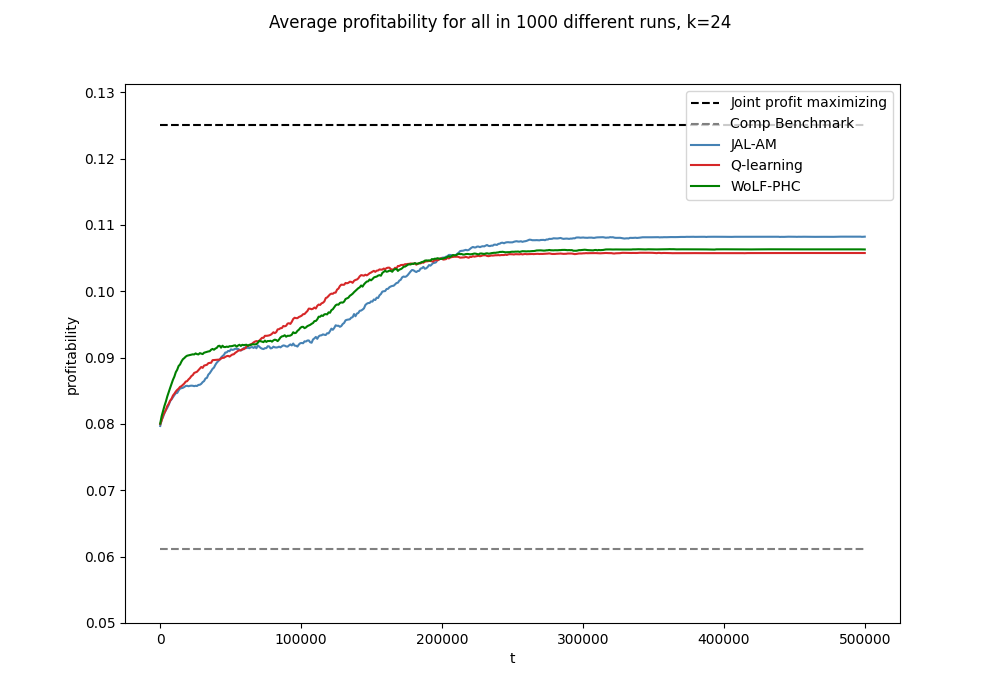 Average profitability for all in 1000 different runs, k=24
0.13
0.12
0.11
0.10
0.09
0.08
0.07
0.06
0.05
profitability
Joint profit maximizing
Comp Benchmark
JAL-AM
Q-learning
WoLF-PHC
0
100000
200000
300000
400000
500000
t